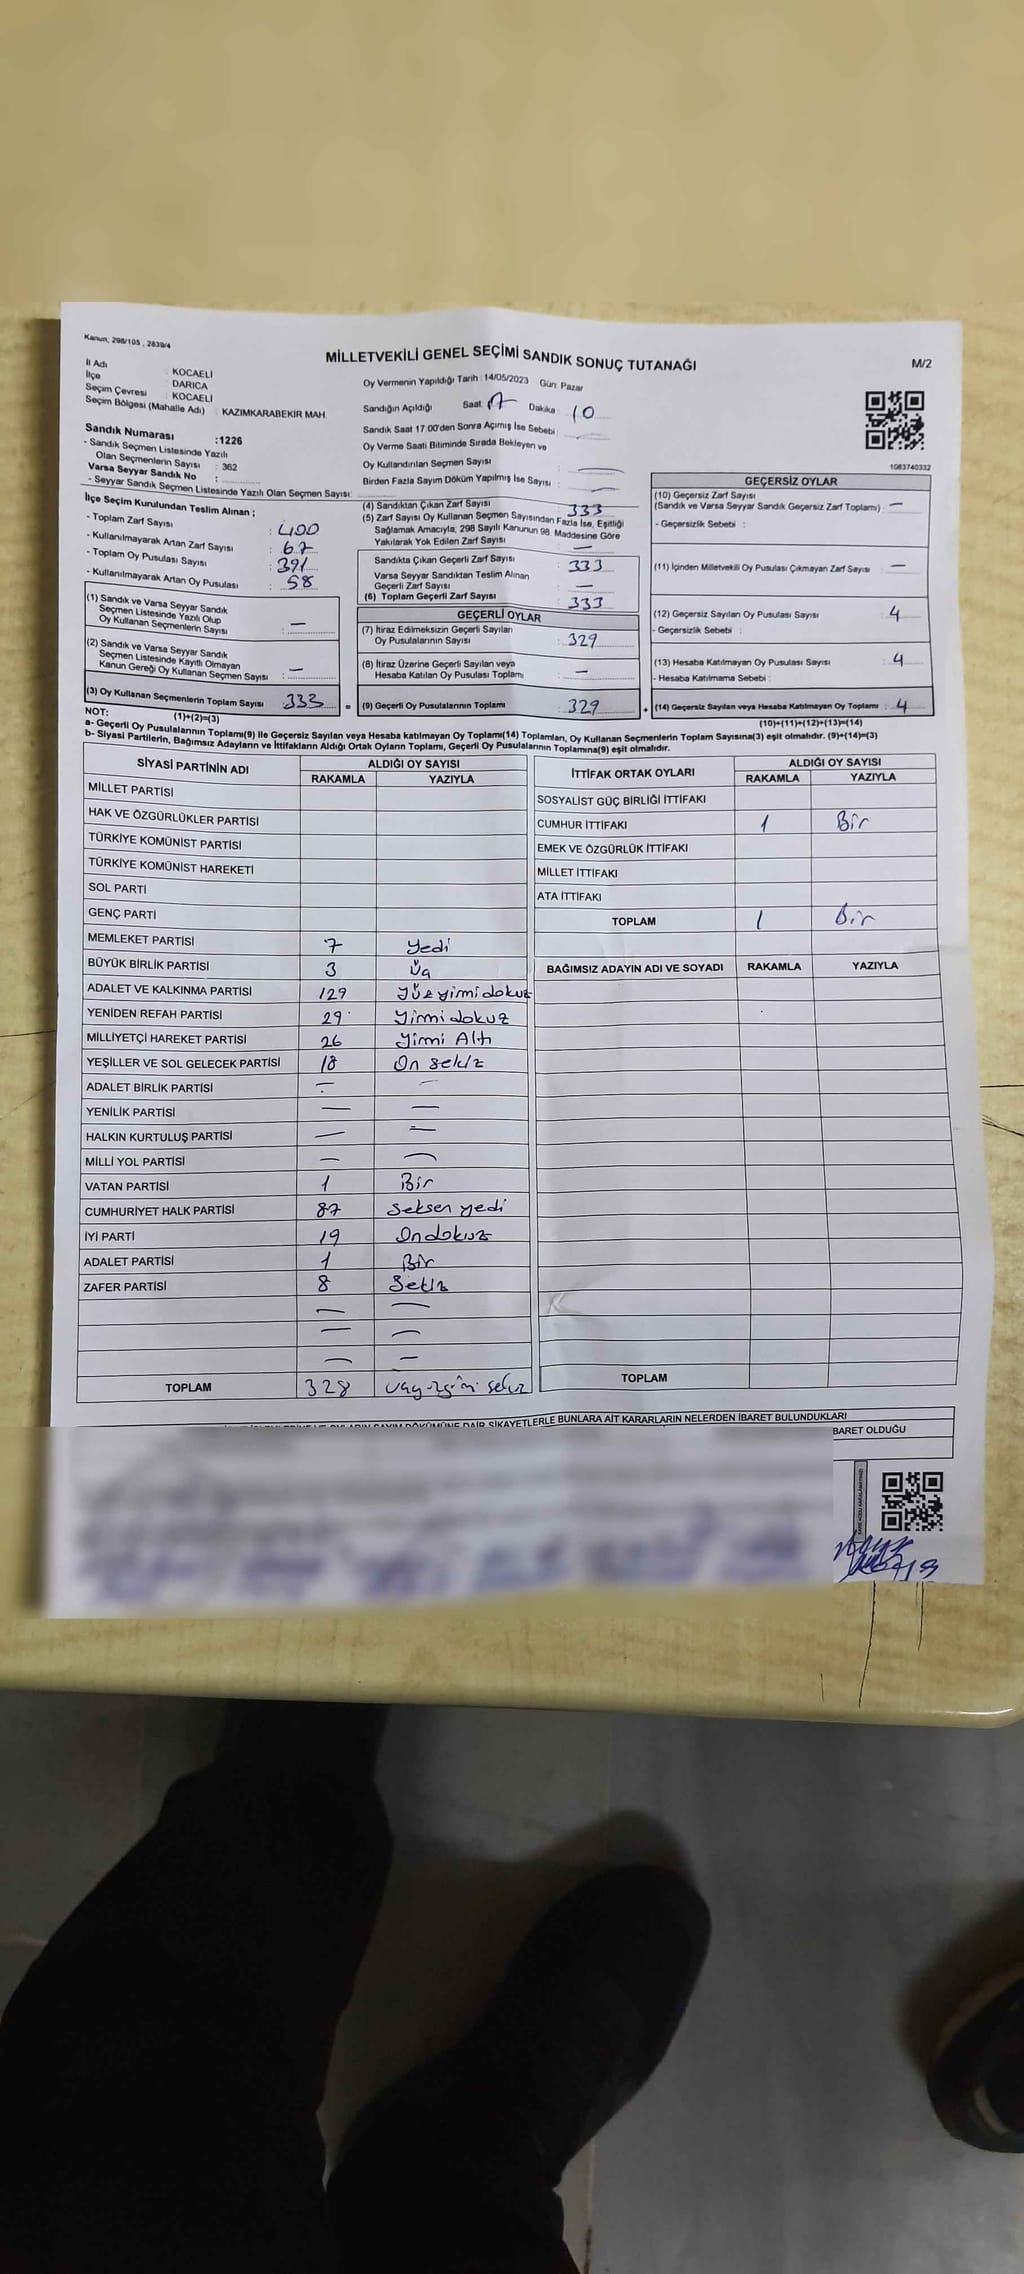 Kanun, 298/105 , 2839/4
MİLLETVEKİLİ GENEL SEÇİMİ SANDIK SONUÇ TUTANAĞI
M/2
İl Adı : KOCAELİ
İlçe : DARICA
Seçim Çevresi : KOCAELİ
Seçim Bölgesi (Mahalle Adı) : KAZIMKARABEKİR MAH
Oy Vermenin Yapıldığı Tarih : 14/05/2023 Gün: Pazar
Sandığın Açıldığı Saat 17 Dakika 10
Sandık Saat 17.00'den Sonra Açımış İse Sebebi :
Oy Verme Saati Bitiminde Sırada Bekleyen ve
Oy Kullandırılan Seçmen Sayısı :
Birden Fazla Sayım Döküm Yapılmış İse Sayısı :
1083740332
Sandık Numarası :1226
- Sandık Seçmen Listesinde Yazılı
Olan Seçmenlerin Sayısı : 362
Varsa Seyyar Sandık No :
- Seyyar Sandık Seçmen Listesinde Yazılı Olan Seçmen Sayısı:
İlçe Seçim Kurulundan Teslim Alınan ;
- Toplam Zarf Sayısı : 400
- Kullanılmayarak Artan Zarf Sayısı : 67
- Toplam Oy Pusulası Sayısı : 391
- Kullanılmayarak Artan Oy Pusulası : 58
(1) Sandık ve Varsa Seyyar Sandık
Seçmen Listesinde Yazılı Olup
Oy Kullanan Seçmenlerin Sayısı : —
(2) Sandık ve Varsa Seyyar Sandık
Seçmen Listesinde Kayıtlı Olmayan
Kanun Gereği Oy Kullanan Seçmen Sayısı : —
(3) Oy Kullanan Seçmenlerin Toplam Sayısı : 333
(4) Sandıktan Çıkan Zarf Sayısı : 333
(5) Zarf Sayısı Oy Kullanan Seçmen Sayısından Fazla İse, Eşitliği
Sağlamak Amacıyla, 298 Sayılı Kanunun 98. Maddesine Göre
Yakılarak Yok Edilen Zarf Sayısı : —
Sandıkta Çıkan Geçerli Zarf Sayısı : 333
Varsa Seyyar Sandıktan Teslim Alınan
Geçerli Zarf Sayısı : —
(6) Toplam Geçerli Zarf Sayısı : 333
GEÇERLİ OYLAR
(7) İtiraz Edilmeksizin Geçerli Sayılan
Oy Pusulalarının Sayısı : 329
(8) İtiraz Üzerine Geçerli Sayılan veya
Hesaba Katılan Oy Pusulası Toplamı : —
= (9) Geçerli Oy Pusulalarının Toplamı : 329
GEÇERSİZ OYLAR
(10) Geçersiz Zarf Sayısı
(Sandık ve Varsa Seyyar Sandık Geçersiz Zarf Toplamı) : —
- Geçersizlik Sebebi :
(11) İçinden Milletvekili Oy Pusulası Çıkmayan Zarf Sayısı : —
(12) Geçersiz Sayılan Oy Pusulası Sayısı : 4
- Geçersizlik Sebebi :
(13) Hesaba Katılmayan Oy Pusulası Sayısı : 4
- Hesaba Katılmama Sebebi :
+ (14) Geçersiz Sayılan veya Hesaba Katılmayan Oy Toplamı : 4
NOT: (1)+(2)=(3) (10)+(11)+(12)+(13)=(14)
a- Geçerli Oy Pusulalarının Toplamı(9) ile Geçersiz Sayılan veya Hesaba katılmayan Oy Toplamı(14) Toplamları, Oy Kullanan Seçmenlerin Toplam Sayısına(3) eşit olmalıdır. (9)+(14)=(3)
b- Siyasi Partilerin, Bağımsız Adayların ve İttifakların Aldığı Ortak Oyların Toplamı, Geçerli Oy Pusulalarının Toplamına(9) eşit olmalıdır.
SİYASİ PARTİNİN ADI ALDIĞI OY SAYISI
RAKAMLA YAZIYLA
MİLLET PARTİSİ
HAK VE ÖZGÜRLÜKLER PARTİSİ
TÜRKİYE KOMÜNİST PARTİSİ
TÜRKİYE KOMÜNİST HAREKETİ
SOL PARTİ
GENÇ PARTİ
MEMLEKET PARTİSİ 7 Yedi
BÜYÜK BİRLİK PARTİSİ 3 Üç
ADALET VE KALKINMA PARTİSİ 129 Yüzyirmidokuz
YENİDEN REFAH PARTİSİ 29 Yirmidokuz
MİLLİYETÇİ HAREKET PARTİSİ 26 Yirmi Altı
YEŞİLLER VE SOL GELECEK PARTİSİ 18 On sekiz
ADALET BİRLİK PARTİSİ — —
YENİLİK PARTİSİ — —
HALKIN KURTULUŞ PARTİSİ — —
MİLLİ YOL PARTİSİ — —
VATAN PARTİSİ 1 Bir
CUMHURİYET HALK PARTİSİ 87 Seksen yedi
İYİ PARTİ 19 Ondokuz
ADALET PARTİSİ 1 Bir
ZAFER PARTİSİ 8 Sekiz
— —
— —
— —
TOPLAM 328
İTTİFAK ORTAK OYLARI ALDIĞI OY SAYISI
RAKAMLA YAZIYLA
SOSYALİST GÜÇ BİRLİĞİ İTTİFAKI
CUMHUR İTTİFAKI 1 Bir
EMEK VE ÖZGÜRLÜK İTTİFAKI
MİLLET İTTİFAKI
ATA İTTİFAKI
TOPLAM 1 Bir
BAĞIMSIZ ADAYIN ADI VE SOYADI RAKAMLA YAZIYLA
TOPLAM
OYLARIN SAYIM DÖKÜMÜNE DAİR ŞİKAYETLERLE BUNLARA AİT KARARLARIN NELERDEN İBARET BULUNDUKLARI
BARET OLDUĞU